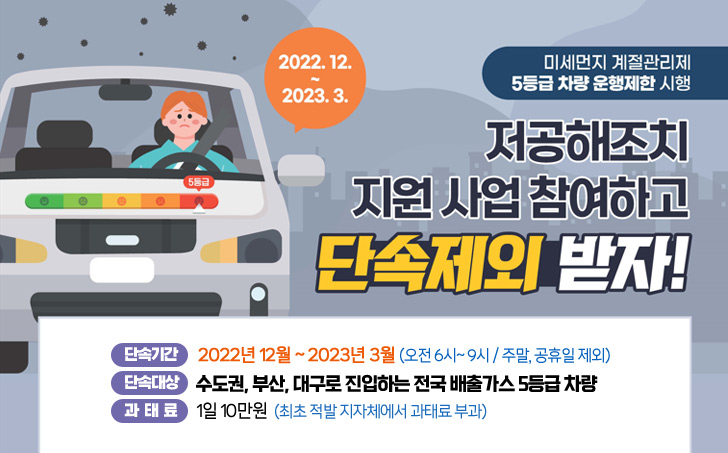 2022. 12.
~
2023. 3.
미세먼지 계절관리제
5등급 차량 운행제한 시행
저공해조치
지원 사업 참여하고
단속제외 받자!
5등급
단속기간 2022년 12월 ~ 2023년 3월 (오전 6시~ 9시 / 주말, 공휴일 제외)
단속대상 수도권, 부산, 대구로 진입하는 전국 배출가스 5등급 차량
과 태 료 1일 10만원 (최초 적발 지자체에서 과태료 부과)